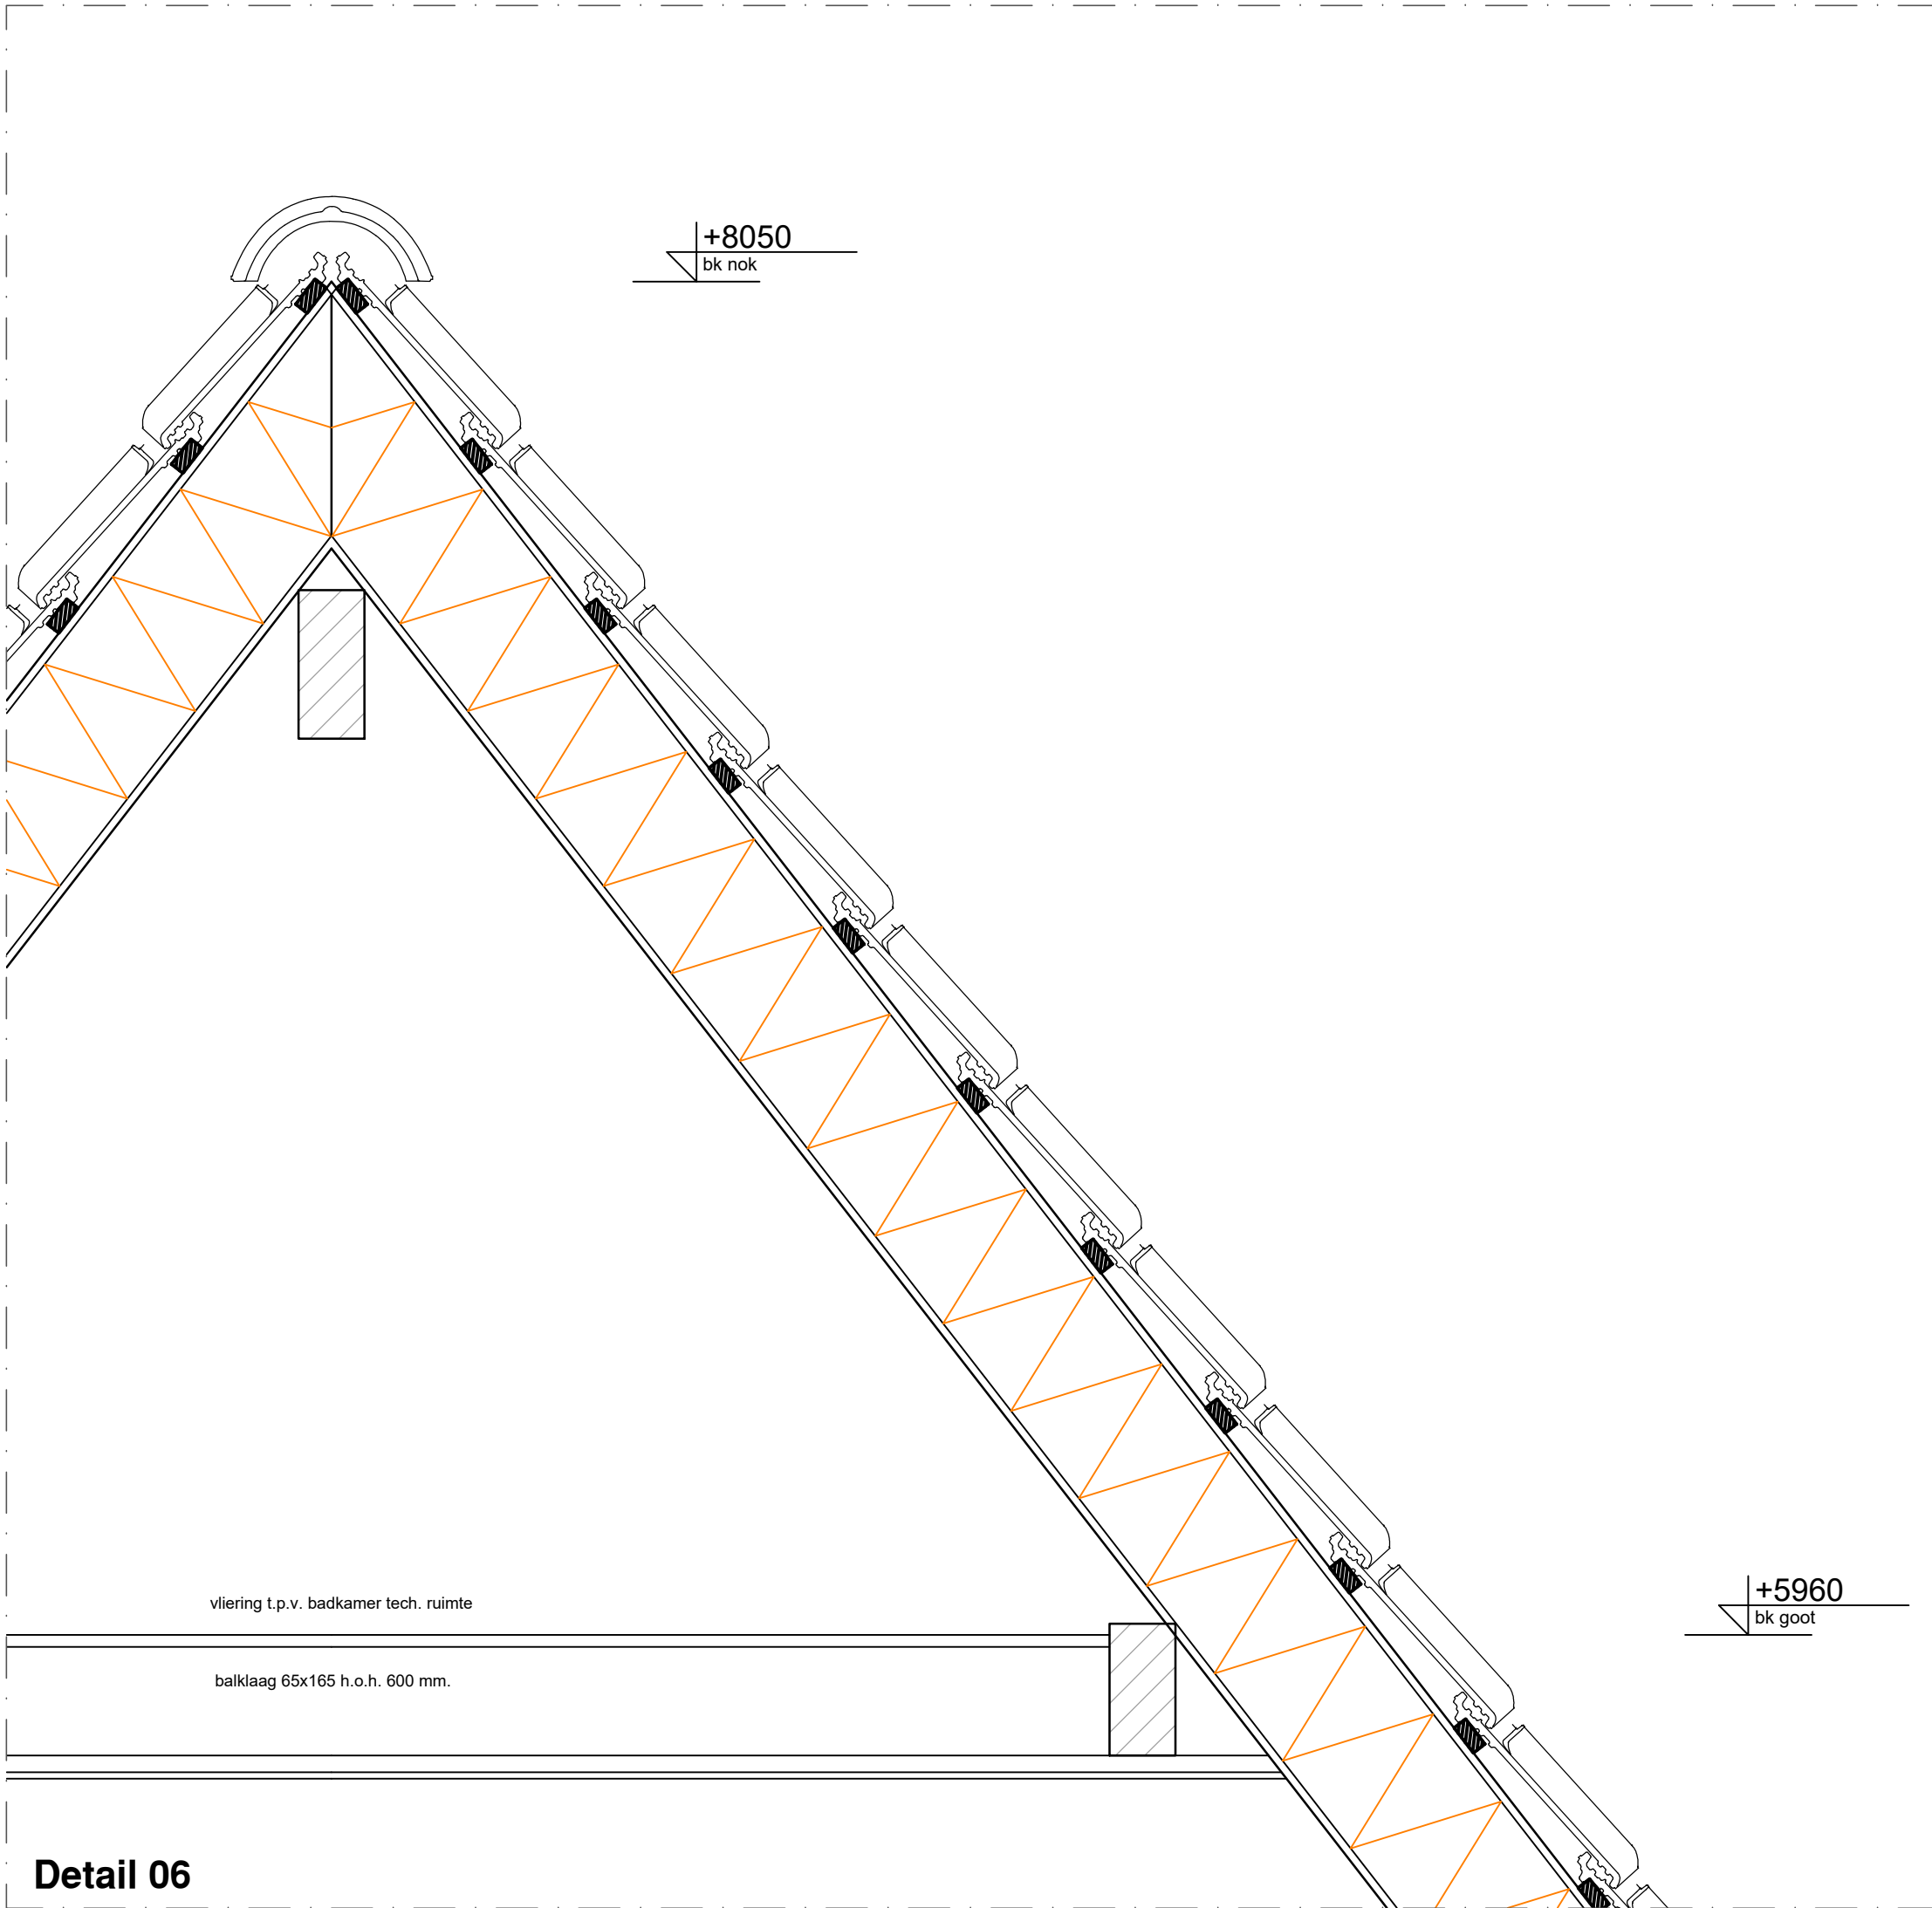 +8050
bk nok
+5960
bk goot
vliering t.p.v. badkamer tech. ruimte
balklaag 65x165 h.o.h. 600 mm.
Detail 06